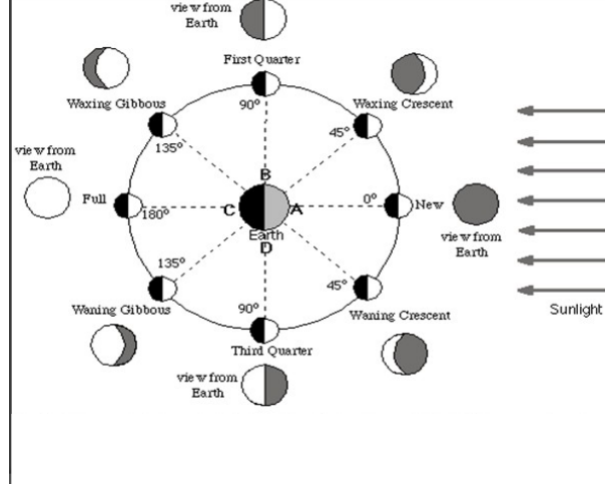 view from
Earth
First Quarter
90°
Waxing Gibbous
135°
Waxing Crescent
45°
view from
Earth
Full
180°
B
C
A
Earth
D
0°
New
view from
Earth
Sunlight
135°
Waning Gibbous
45°
Waning Crescent
90°
Third Quarter
view from
Earth